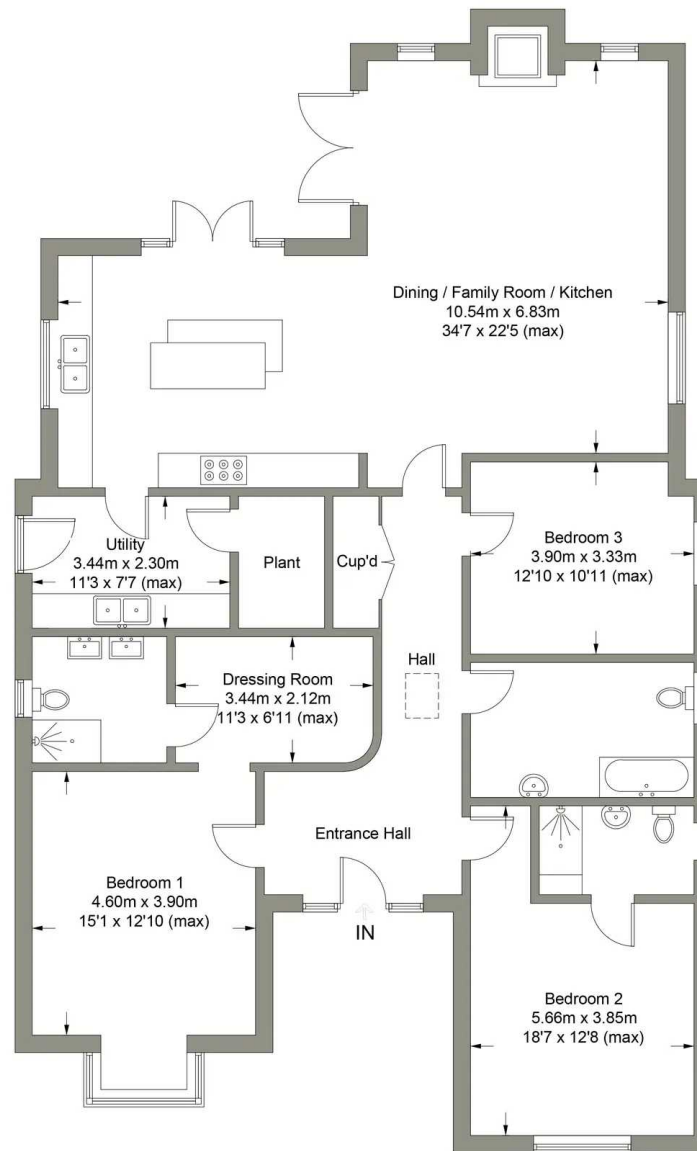 Dining / Family Room / Kitchen
10.54m x 6.83m
34'7 x 22'5 (max)
Utility
3.44m x 2.30m
11'3 x 7'7 (max)
Plant
Cup'd
Bedroom 3
3.90m x 3.33m
12'10 x 10'11 (max)
Dressing Room
3.44m x 2.12m
11'3 x 6'11 (max)
Hall
Entrance Hall
IN
Bedroom 1
4.60m x 3.90m
15'1 x 12'10 (max)
Bedroom 2
5.66m x 3.85m
18'7 x 12'8 (max)